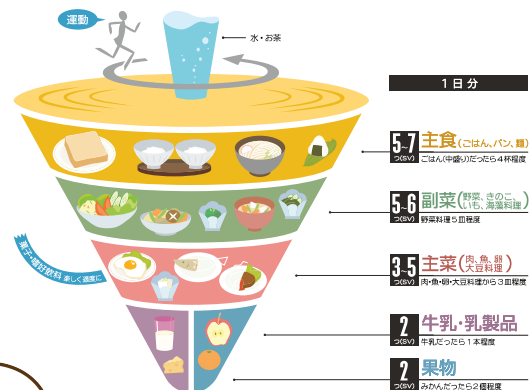 運動
水・お茶
1日分
5~7 つ(SV) 主食(ごはん、パン、麺)
ごはん(中盛り)だったら4杯程度
5~6 つ(SV) 副菜(野菜、きのこ、いも、海藻料理)
野菜料理5皿程度
菓子・嗜好飲料 楽しく適度に
3~5 つ(SV) 主菜(肉、魚、卵、大豆料理)
肉・魚・卵・大豆料理から3皿程度
2 つ(SV) 牛乳・乳製品
牛乳だったら1本程度
2 つ(SV) 果物
みかんだったら2個程度